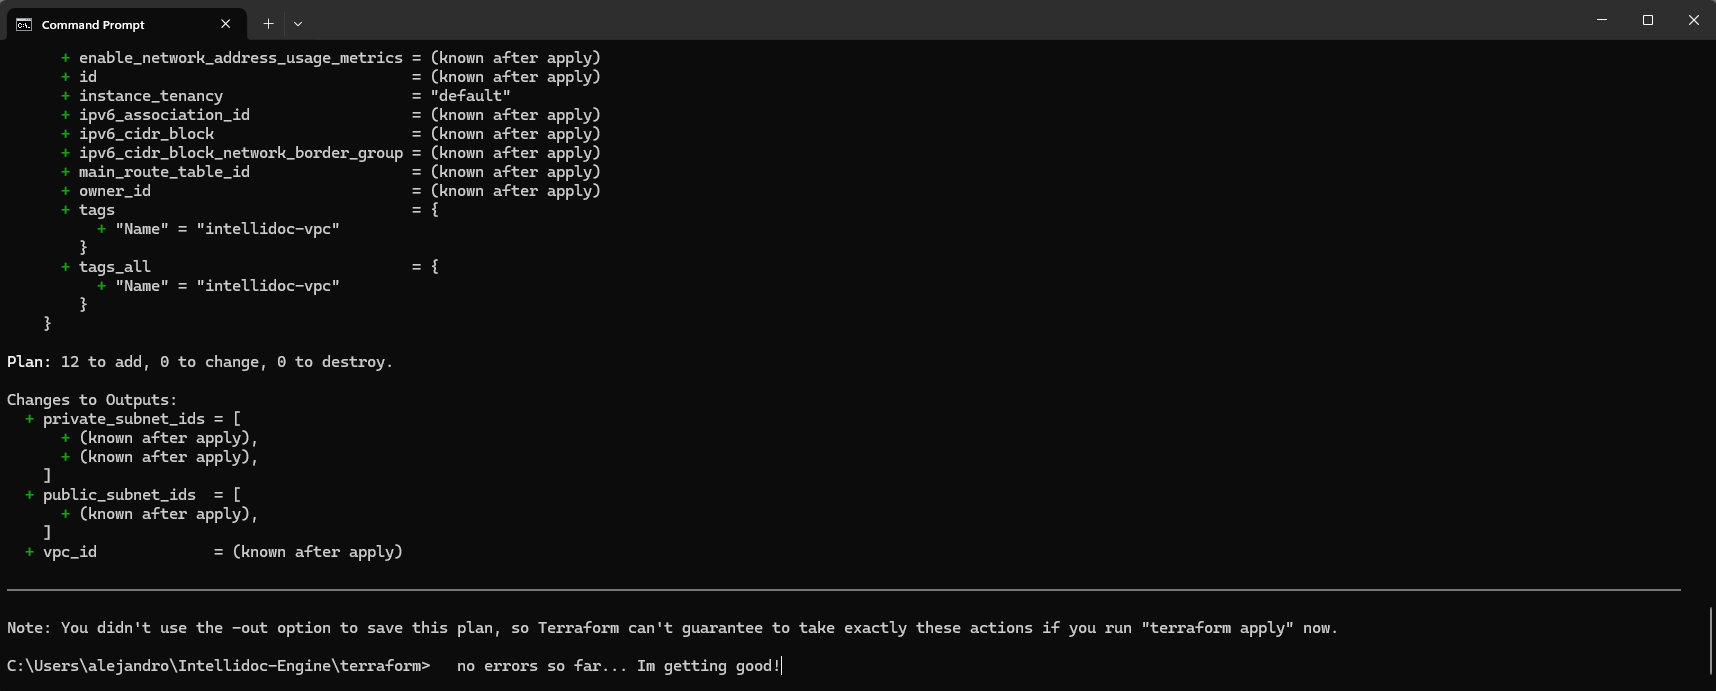 Command Prompt
+ enable_network_address_usage_metrics = (known after apply)
+ id = (known after apply)
+ instance_tenancy = "default"
+ ipv6_association_id = (known after apply)
+ ipv6_cidr_block = (known after apply)
+ ipv6_cidr_block_network_border_group = (known after apply)
+ main_route_table_id = (known after apply)
+ owner_id = (known after apply)
+ tags = {
+ "Name" = "intellidoc-vpc"
}
+ tags_all = {
+ "Name" = "intellidoc-vpc"
}
}
Plan: 12 to add, 0 to change, 0 to destroy.
Changes to Outputs:
+ private_subnet_ids = [
+ (known after apply),
+ (known after apply),
]
+ public_subnet_ids = [
+ (known after apply),
]
+ vpc_id = (known after apply)
Note: You didn't use the -out option to save this plan, so Terraform can't guarantee to take exactly these actions if you run "terraform apply" now.
C:\Users\alejandro\Intellidoc-Engine\terraform> no errors so far... Im getting good!